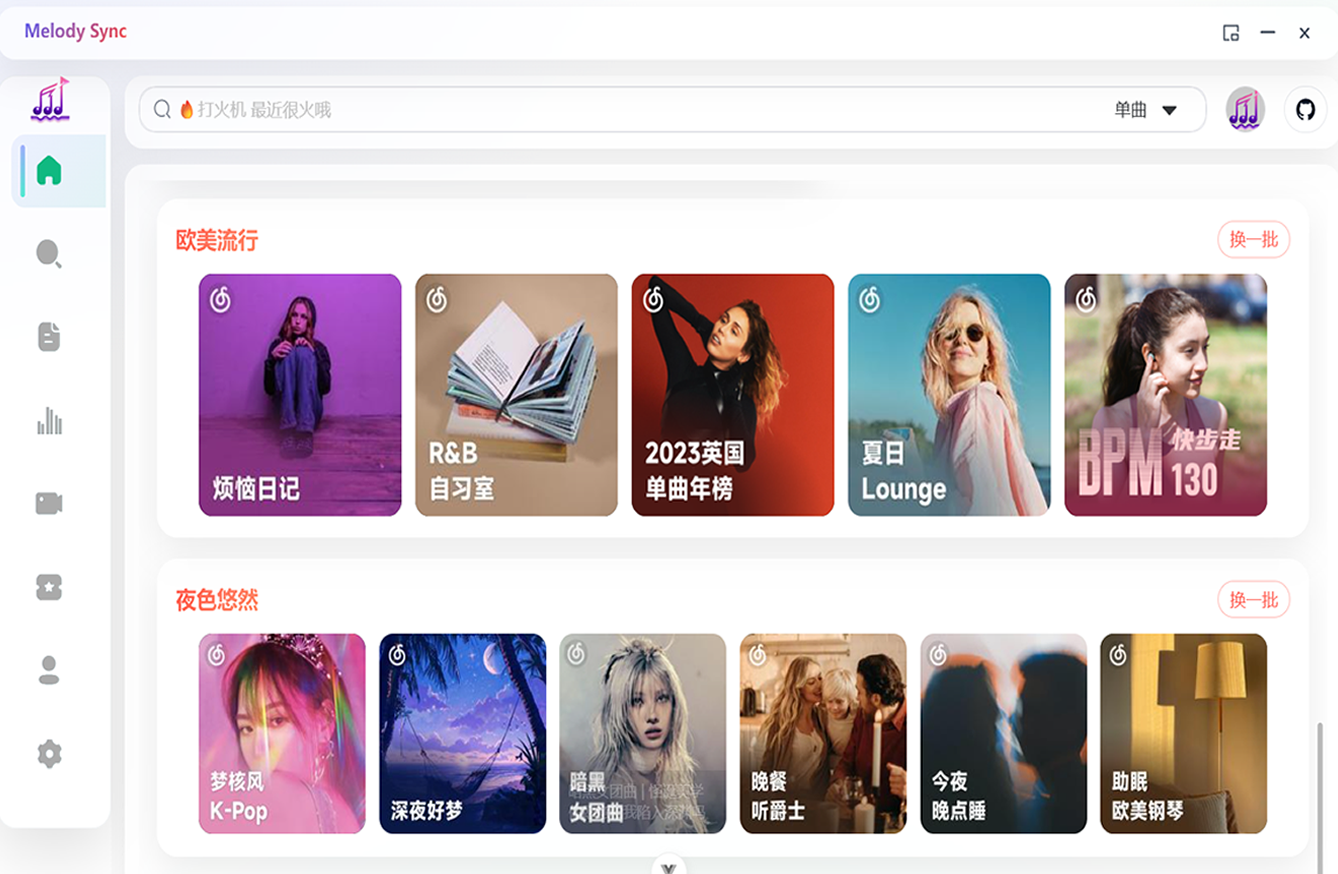 Melody Sync
打火机 最近很火哦
单曲
欧美流行
换一批
烦恼日记
R&B
自习室
2023英国
单曲年榜
夏日
Lounge
BPM 快步走
130
夜色悠然
换一批
梦核风
K-Pop
深夜好梦
暗黑
女团曲
晚餐
听爵士
今夜
晚点睡
助眠
欧美钢琴